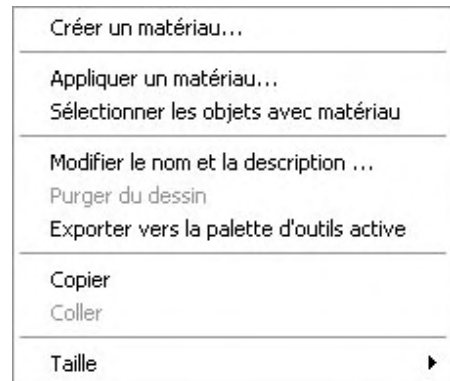 Créer un matériau...
Appliquer un matériau...
Sélectionner les objets avec matériau
Modifier le nom et la description ...
Purger du dessin
Exporter vers la palette d'outils active
Copier
Coller
Taille